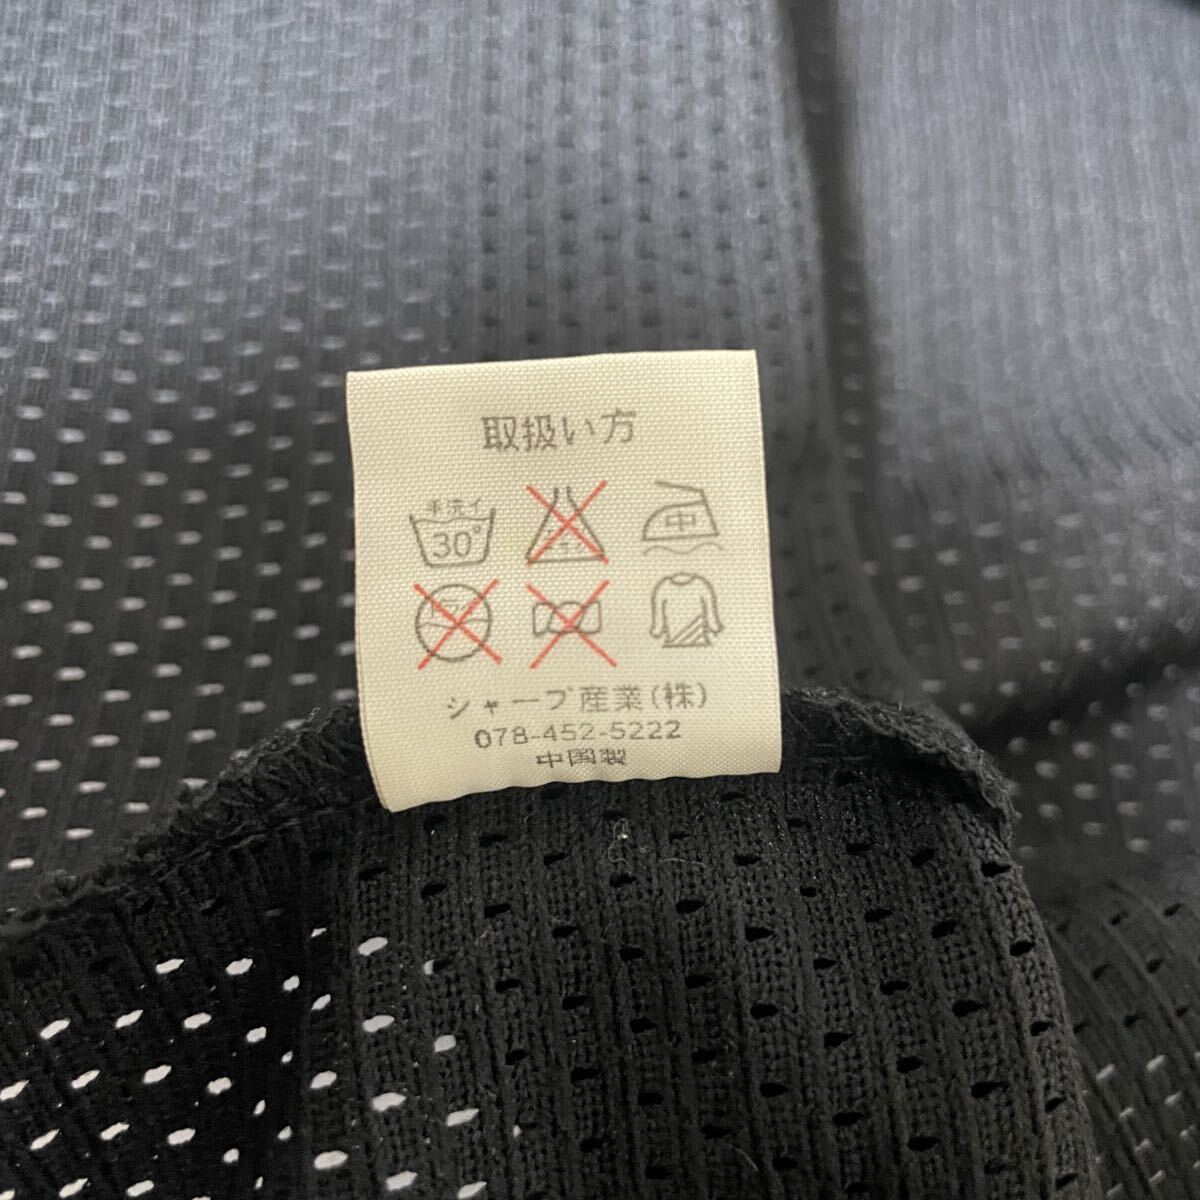 取扱い方
手洗イ
30°
中
シャープ産業(株)
078-452-5222
中国製